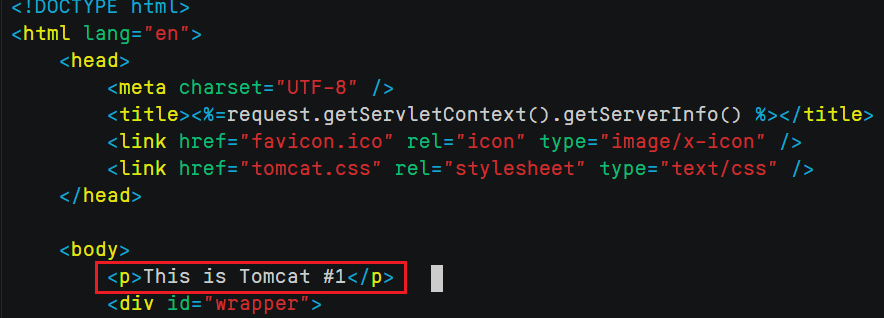 <!DOCTYPE html>
<html lang="en">
<head>
<meta charset="UTF-8" />
<title><%=request.getServletContext().getServerInfo() %></title>
<link href="favicon.ico" rel="icon" type="image/x-icon" />
<link href="tomcat.css" rel="stylesheet" type="text/css" />
</head>
<body>
<p>This is Tomcat #1</p>
<div id="wrapper">